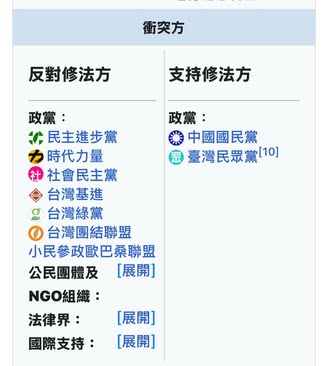 衝突方
反對修法方
政黨：
民主進步黨
時代力量
社 社會民主黨
台灣基進
台灣綠黨
台灣團結聯盟
小民參政歐巴桑聯盟
公民團體及 [展開]
NGO組織：
法律界： [展開]
國際支持： [展開]
支持修法方
政黨：
中國國民黨
眾 臺灣民眾黨[10]